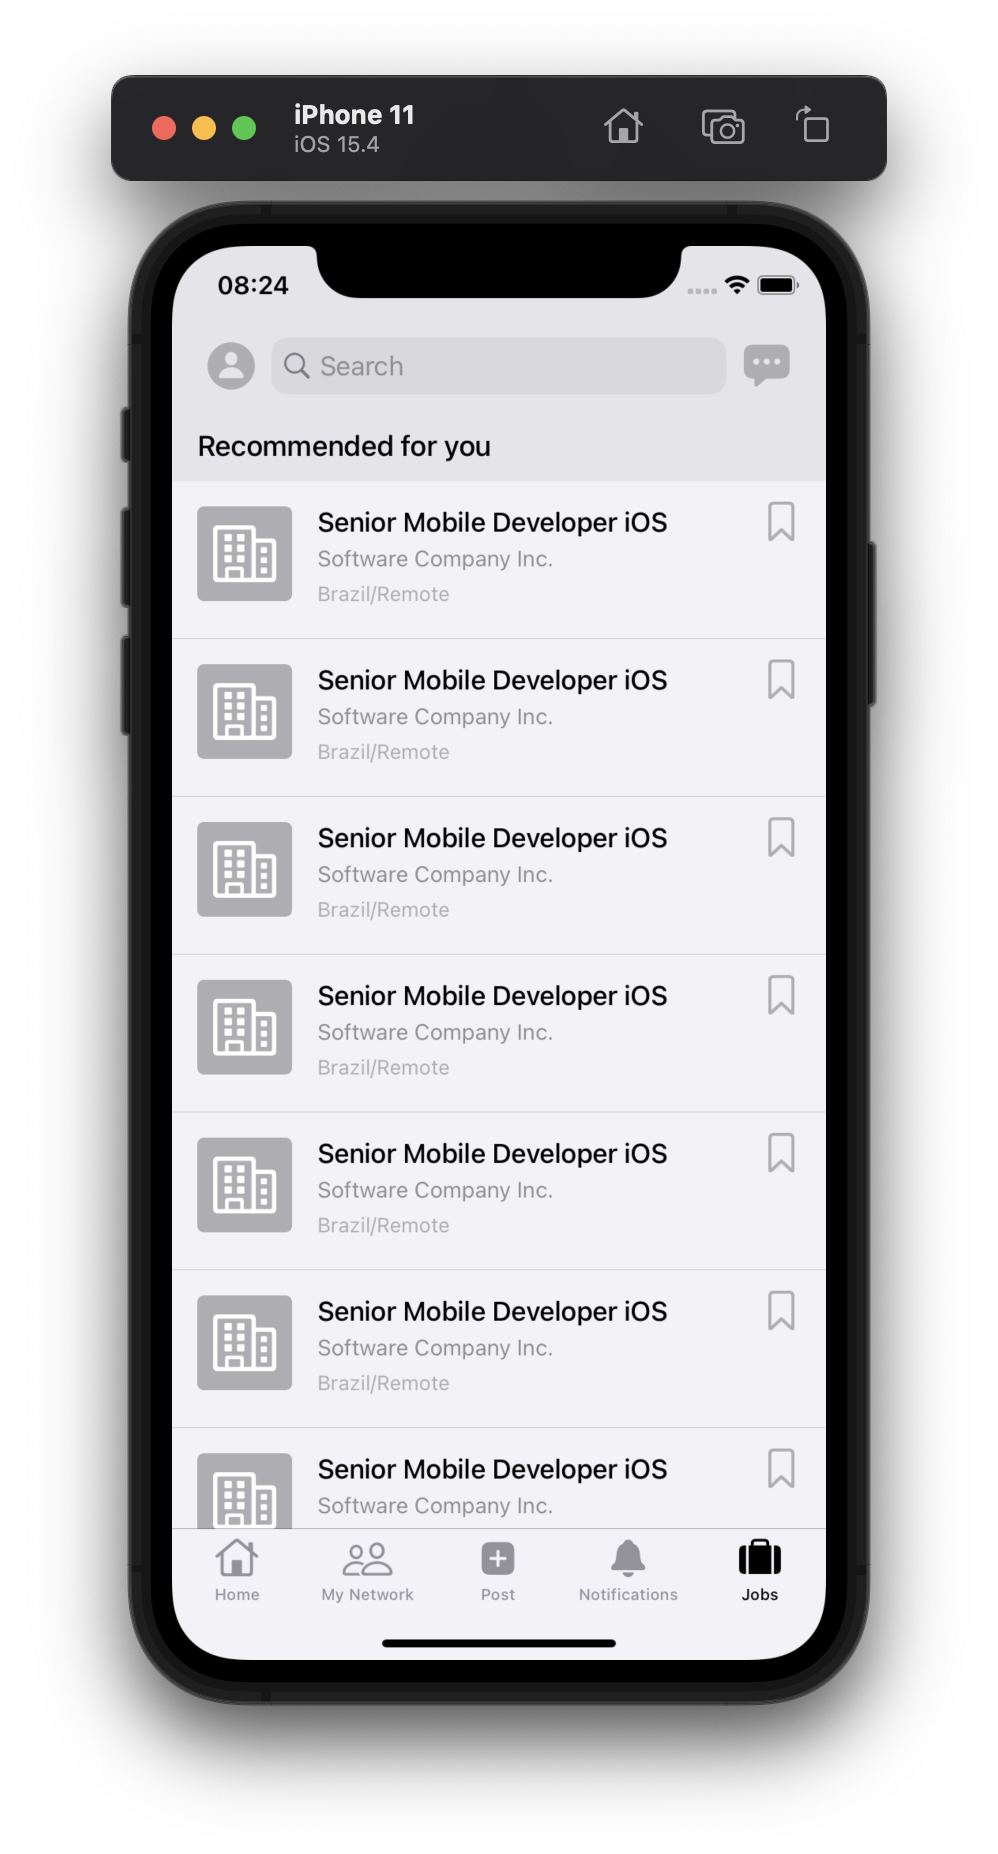 iPhone 11
iOS 15.4
08:24
Search
Recommended for you
Senior Mobile Developer iOS
Software Company Inc.
Brazil/Remote
Senior Mobile Developer iOS
Software Company Inc.
Brazil/Remote
Senior Mobile Developer iOS
Software Company Inc.
Brazil/Remote
Senior Mobile Developer iOS
Software Company Inc.
Brazil/Remote
Senior Mobile Developer iOS
Software Company Inc.
Brazil/Remote
Senior Mobile Developer iOS
Software Company Inc.
Brazil/Remote
Senior Mobile Developer iOS
Software Company Inc.
Home
My Network
Post
Notifications
Jobs